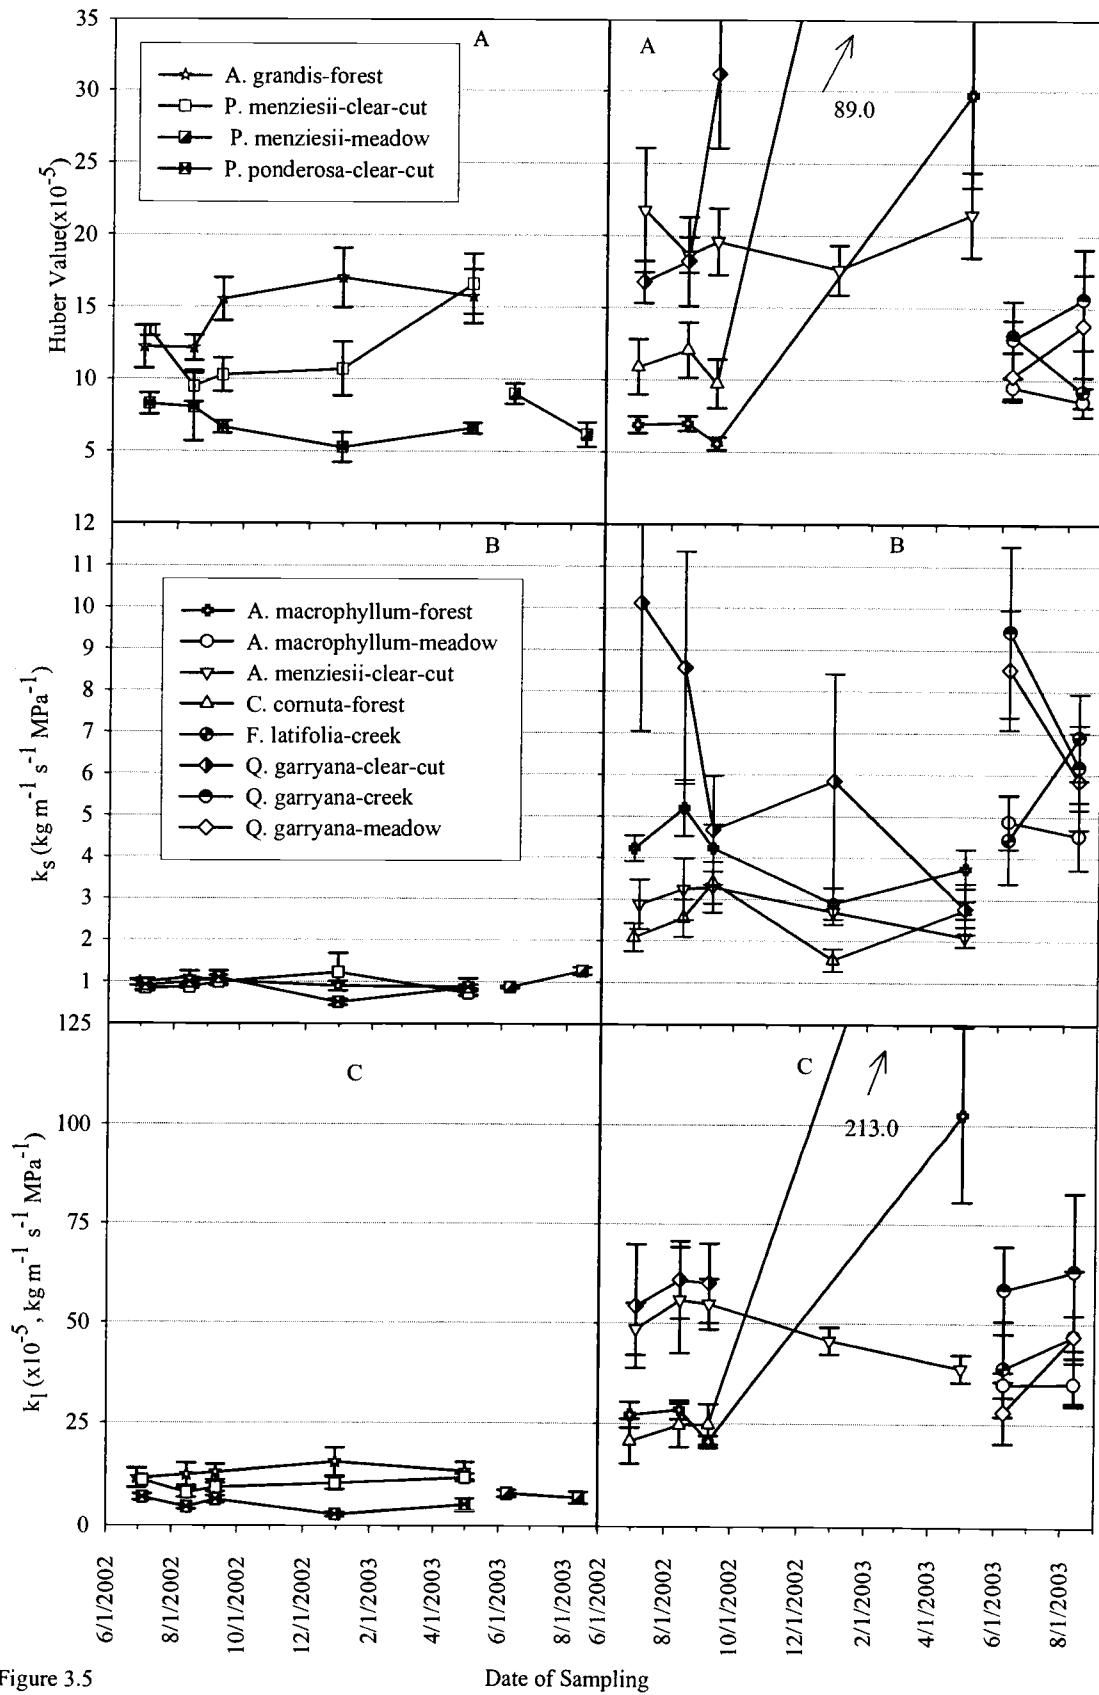 35
30
25
20
15
10
5
Huber Value(x10-5)
A
A. grandis-forest
P. menziesii-clear-cut
P. menziesii-meadow
P. ponderosa-clear-cut
A
89.0
12
11
10
9
8
7
6
5
4
3
2
1
ks (kg m-1 s-1 MPa-1)
B
A. macrophyllum-forest
A. macrophyllum-meadow
A. menziesii-clear-cut
C. cornuta-forest
F. latifolia-creek
Q. garryana-clear-cut
Q. garryana-creek
Q. garryana-meadow
B
125
100
75
50
25
0
kl (x10-5, kg m-1 s-1 MPa-1)
C
C
213.0
6/1/2002
8/1/2002
10/1/2002
12/1/2002
2/1/2003
4/1/2003
6/1/2003
8/1/2003
6/1/2002
8/1/2002
10/1/2002
12/1/2002
2/1/2003
4/1/2003
6/1/2003
8/1/2003
Figure 3.5
Date of Sampling